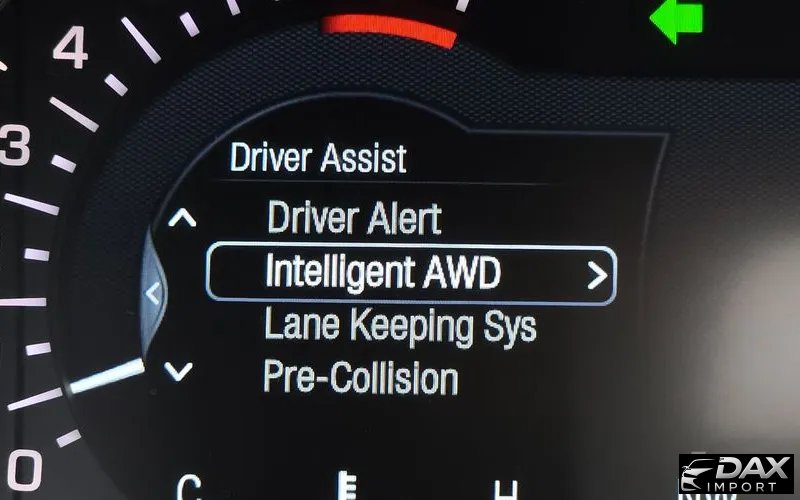 4
3
Driver Assist
Driver Alert
Intelligent AWD
Lane Keeping Sys
Pre-Collision
0
C H
DAX
IMPORT